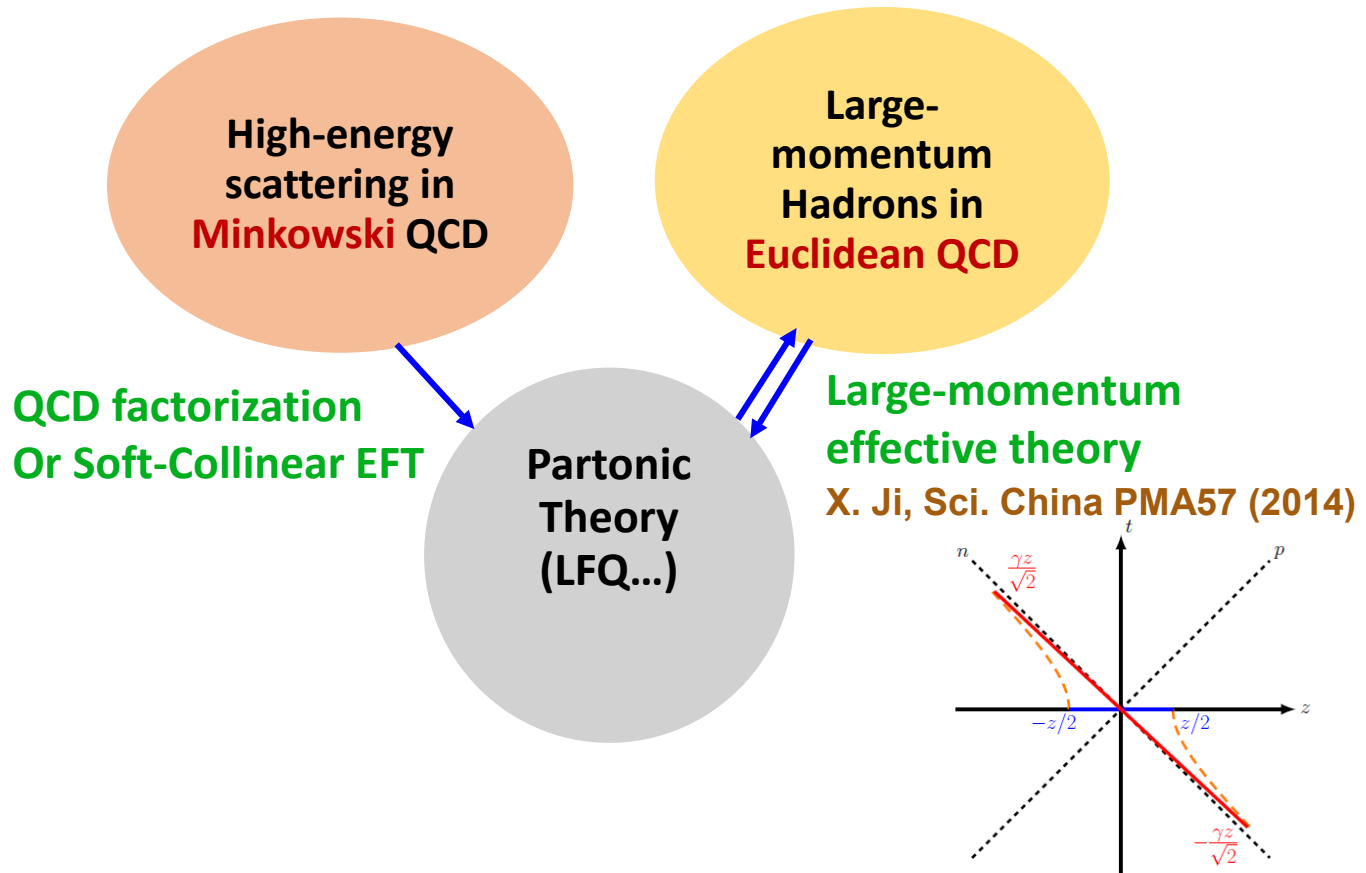 High-energy
scattering in
Minkowski QCD
Large-
momentum
Hadrons in
Euclidean QCD
QCD factorization
Or Soft-Collinear EFT
Partonic
Theory
(LFQ…)
Large-momentum
effective theory
X. Ji, Sci. China PMA57 (2014)
t
n
γz/√2
p
−z/2
z/2
z
−γz/√2